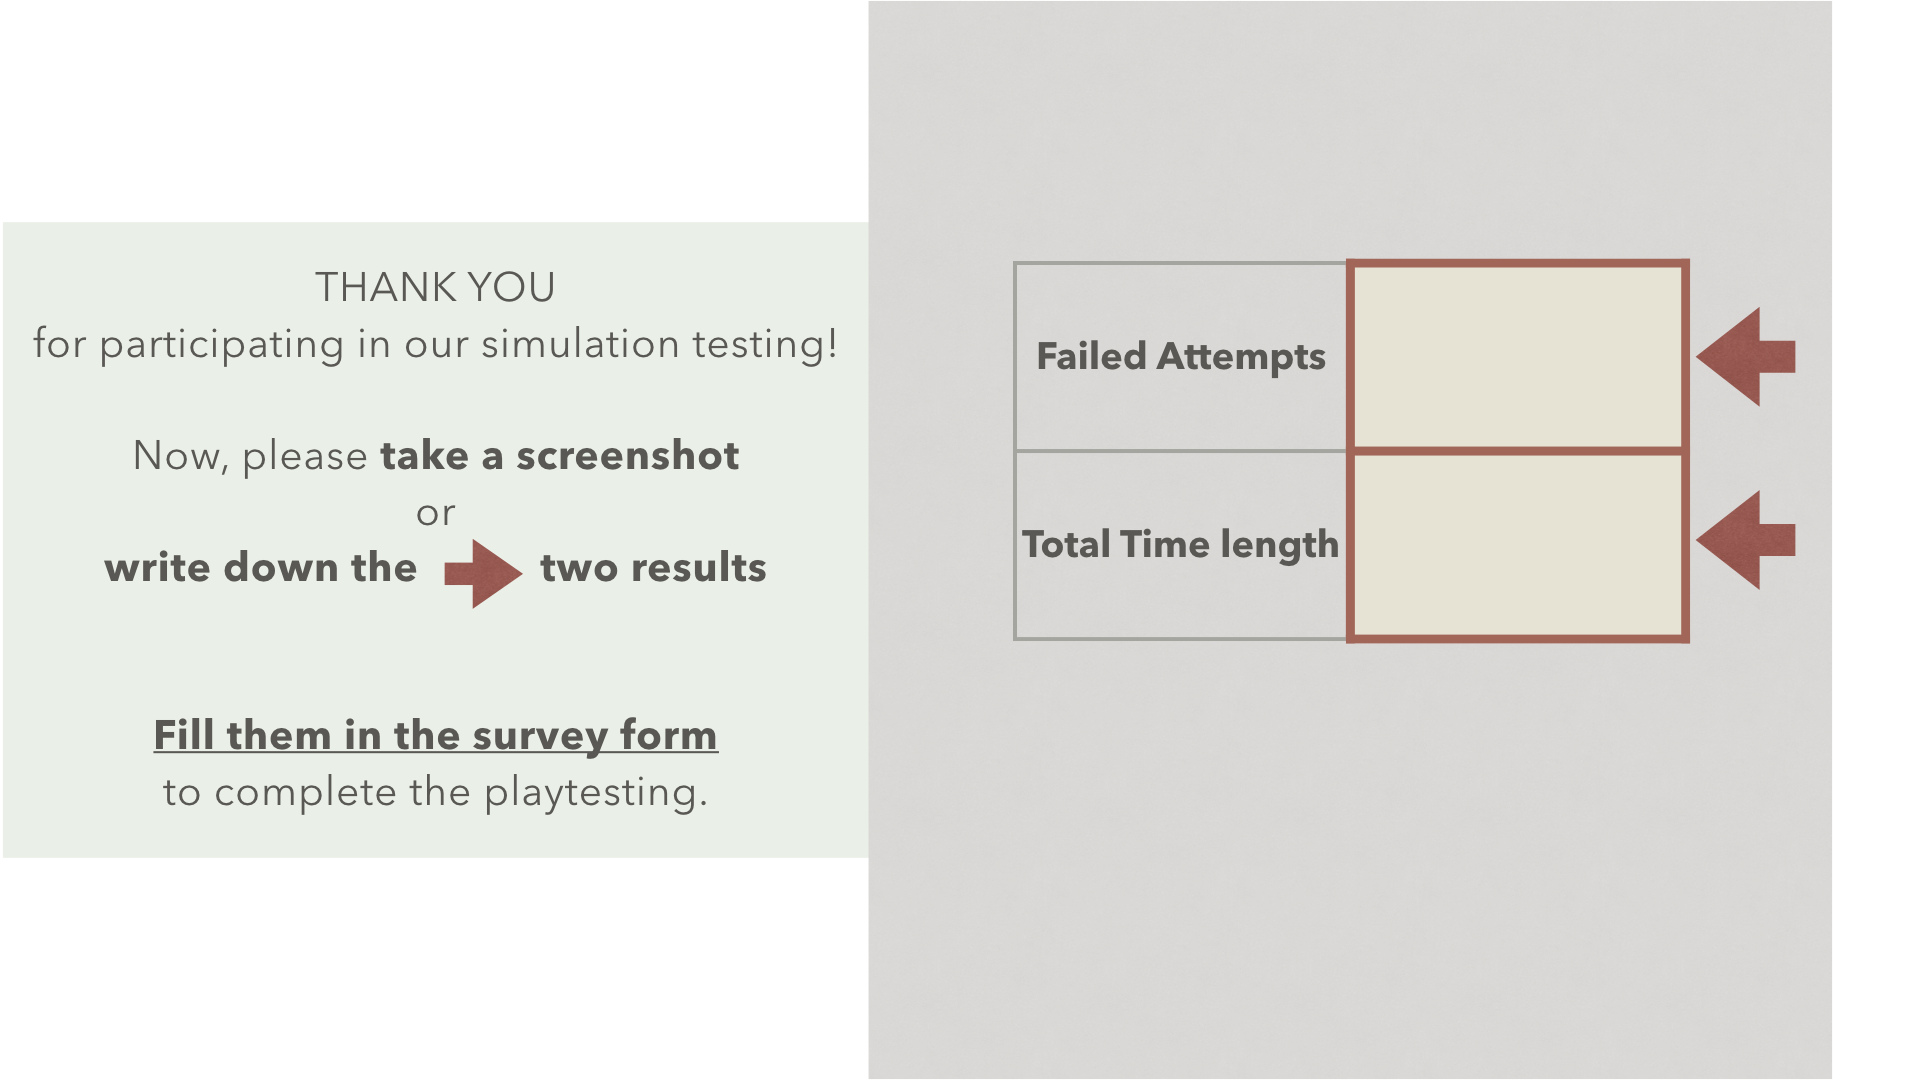 THANK YOU
for participating in our simulation testing!
Now, please take a screenshot
or
write down the two results
Fill them in the survey form
to complete the playtesting.
Failed Attempts
Total Time length